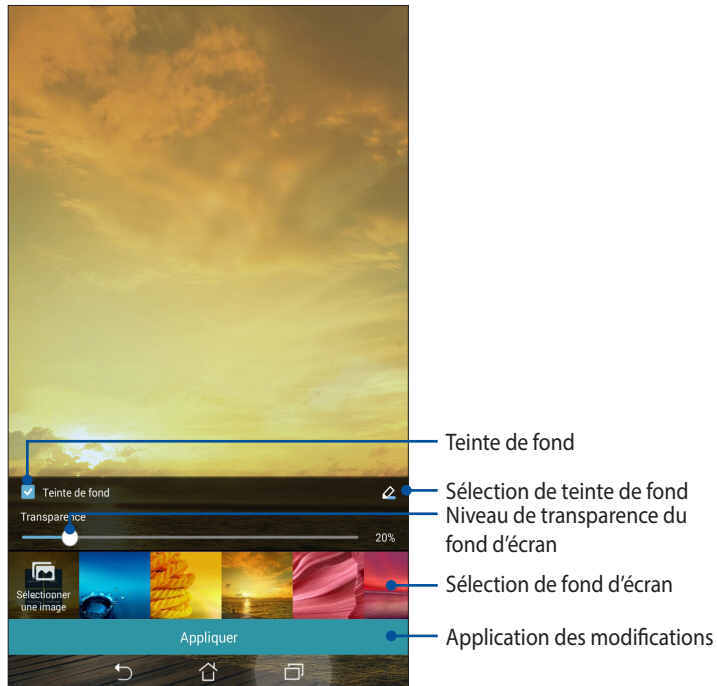 Teinte de fond
Teinte de fond
Sélection de teinte de fond
Transparence
Niveau de transparence du
fond d'écran
20%
Sélectionner
une image
Sélection de fond d'écran
Appliquer
Application des modifications